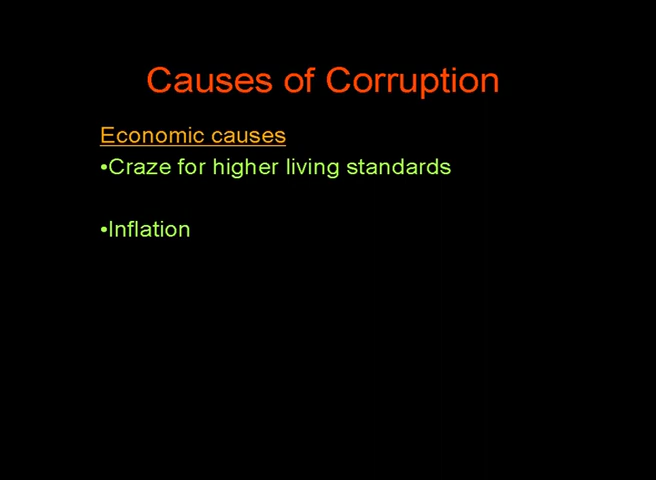 Causes of Corruption
Economic causes
•Craze for higher living standards
•Inflation